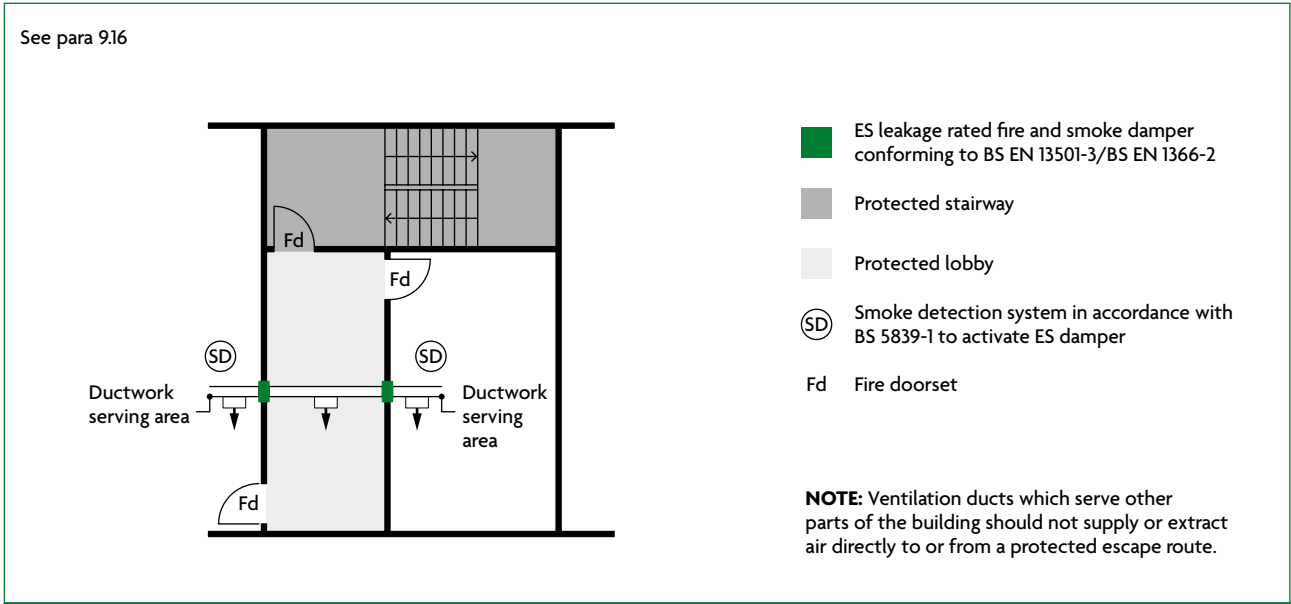 See para 9.16
Fd
Fd
SD
SD
Ductwork
serving area
Ductwork
serving
area
Fd
ES leakage rated fire and smoke damper
conforming to BS EN 13501-3/BS EN 1366-2
Protected stairway
Protected lobby
SD
Smoke detection system in accordance with
BS 5839-1 to activate ES damper
Fd Fire doorset
NOTE: Ventilation ducts which serve other
parts of the building should not supply or extract
air directly to or from a protected escape route.